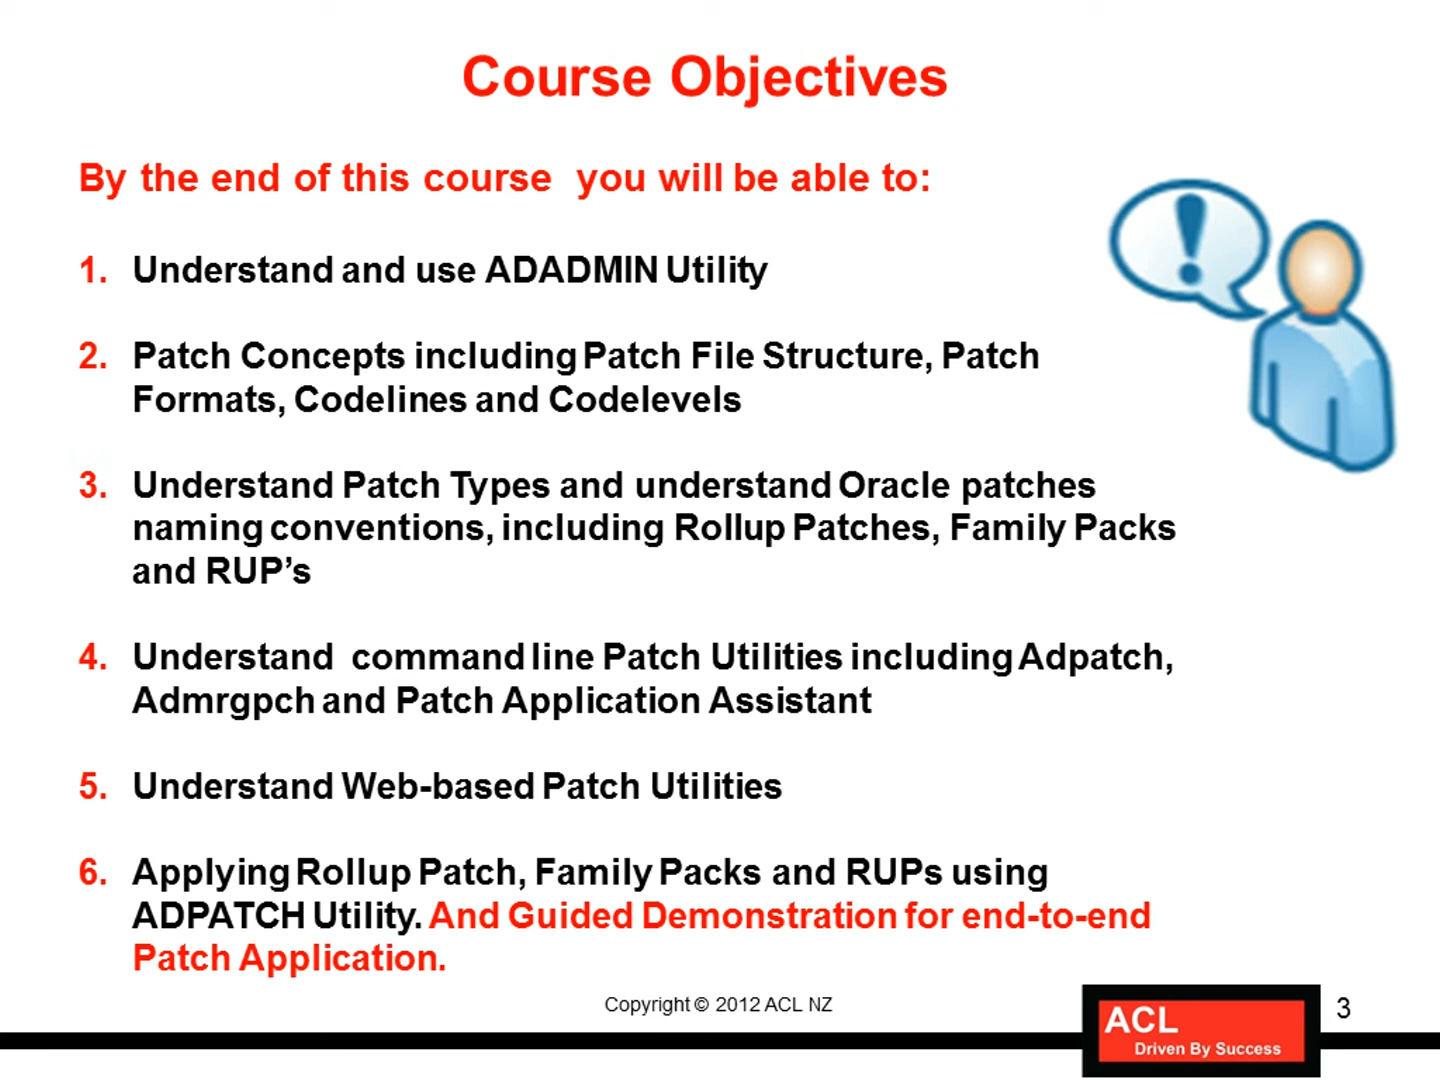 Course Objectives
By the end of this course you will be able to:
1. Understand and use ADADMIN Utility
2. Patch Concepts including Patch File Structure, Patch
Formats, Codelines and Codelevels
3. Understand Patch Types and understand Oracle patches
naming conventions, including Rollup Patches, Family Packs
and RUP’s
4. Understand command line Patch Utilities including Adpatch,
Admrgpch and Patch Application Assistant
5. Understand Web-based Patch Utilities
6. Applying Rollup Patch, Family Packs and RUPs using
ADPATCH Utility. And Guided Demonstration for end-to-end
Patch Application.
Copyright © 2012 ACL NZ
ACL
Driven By Success
3